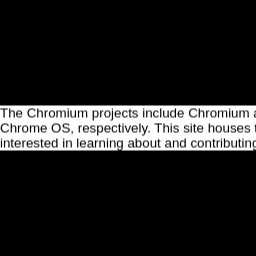 The Chromium projects include Chromium a
Chrome OS, respectively. This site houses t
interested in learning about and contributing